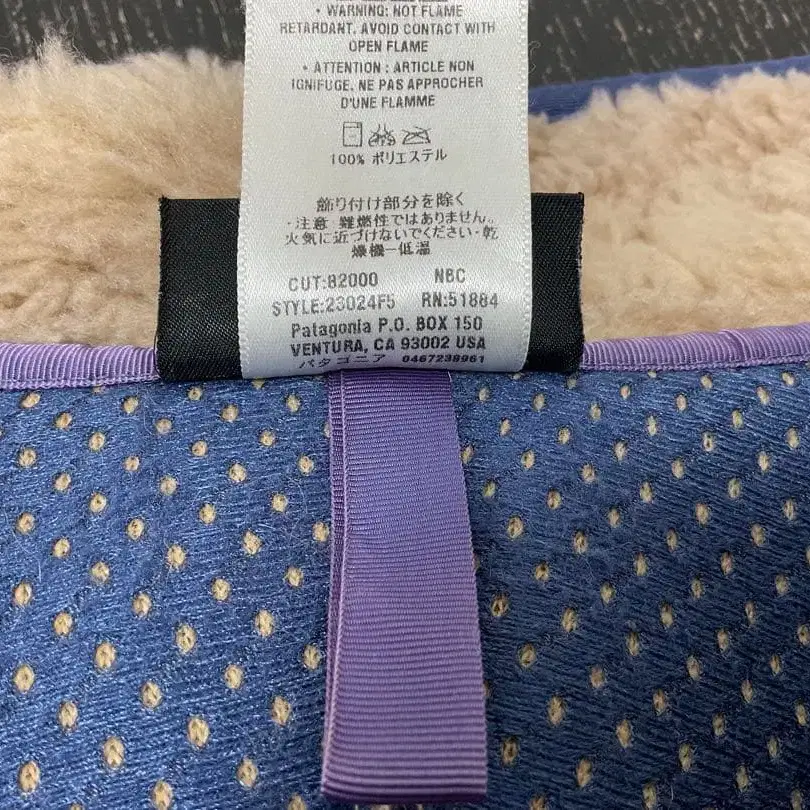 • WARNING: NOT FLAME
RETARDANT. AVOID CONTACT WITH
OPEN FLAME
• ATTENTION : ARTICLE NON
IGNIFUGE. NE PAS APPROCHER
D'UNE FLAMME
100% ポリエステル
飾り付け部分を除く
・注意・難燃性ではありません。
火気に近づけないでください・乾
燥機－低温
CUT:82000 NBC
STYLE:23024F5 RN:51884
Patagonia P.O. BOX 150
VENTURA, CA 93002 USA
パタゴニア 0467239961